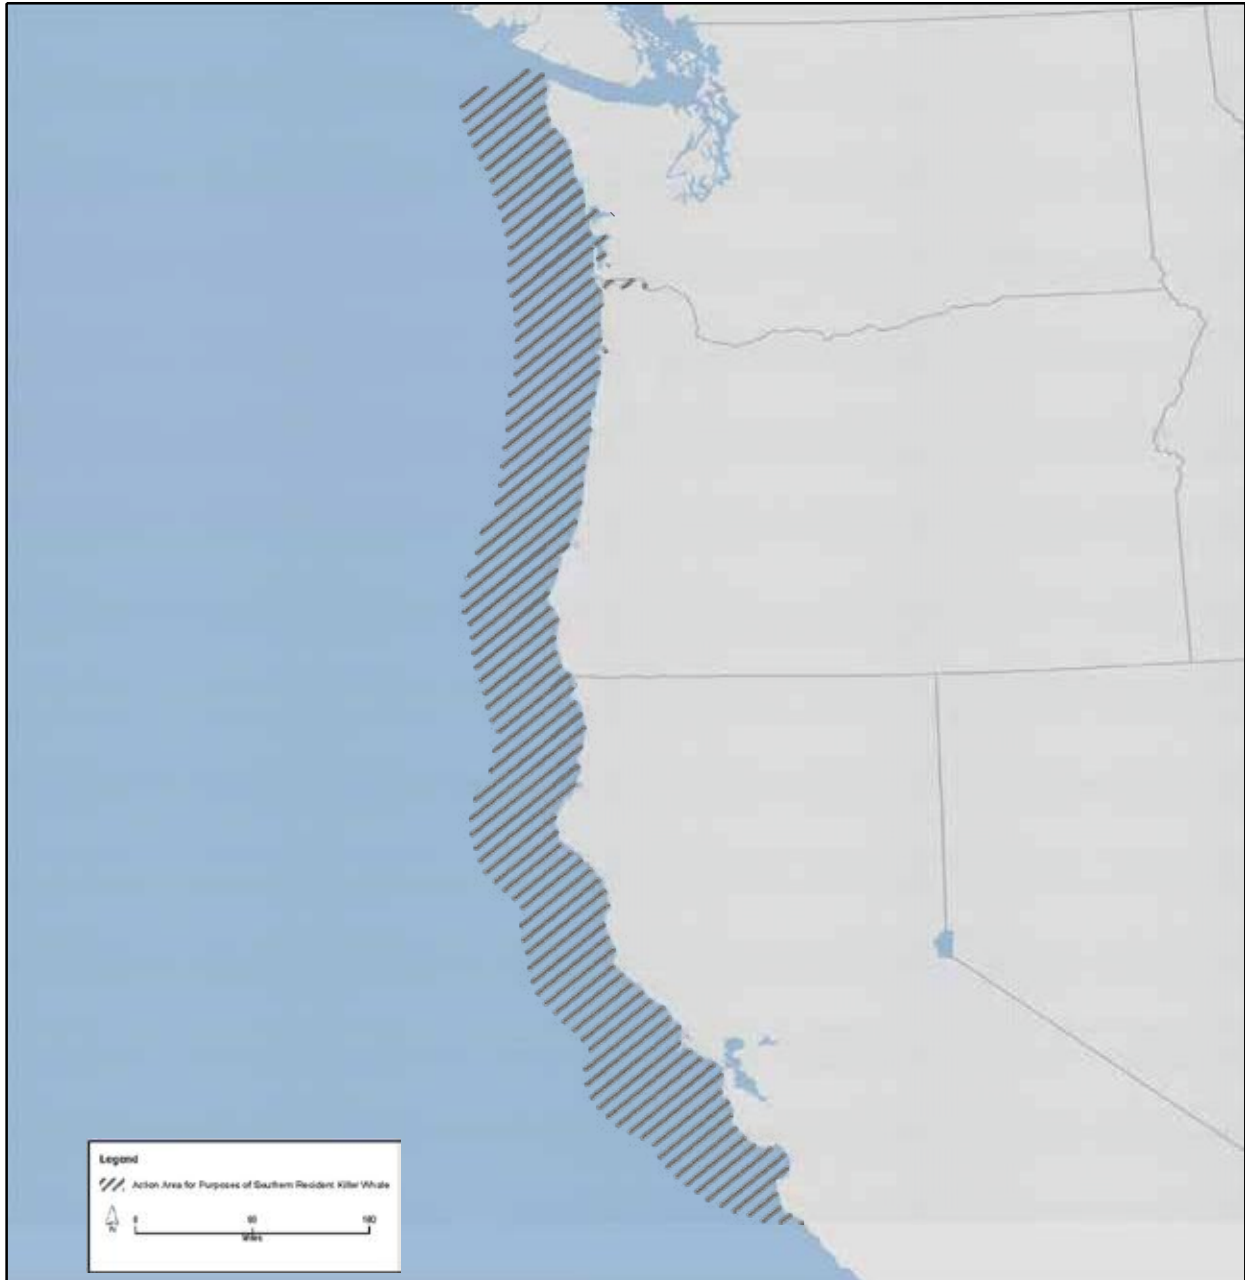 Legend
Action Area for Purposes of Southern Resident Killer Whale
N
0 90 180
Miles